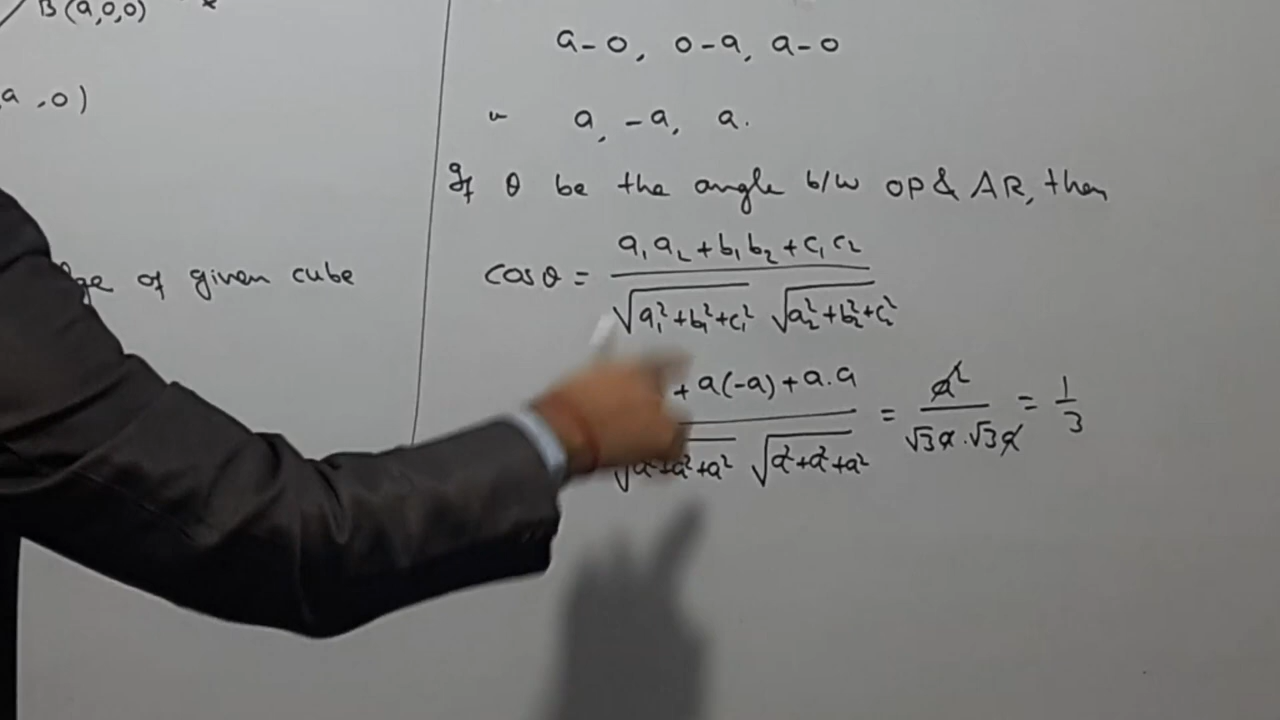 B(a,0,0)
a,0)
of given cube
a-0, 0-a, a-0
a, -a, a.
If θ be the angle b/w OP & AR, then
cosθ = (a₁a₂ + b₁b₂ + c₁c₂) / (√(a₁²+b₁²+c₁²) √(a₂²+b₂²+c₂²))
+ a(-a) + a.a / (√(a²+a²+a²) √(a²+a²+a²)) = a² / (√3a.√3a) = 1/3